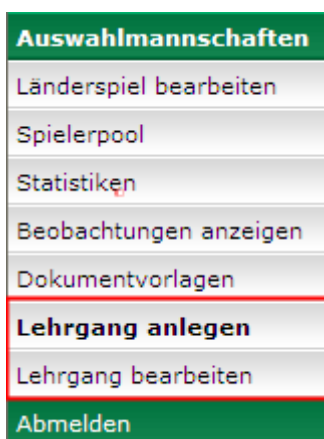 Auswahlmannschaften
Länderspiel bearbeiten
Spielerpool
Statistiken
Beobachtungen anzeigen
Dokumentvorlagen
Lehrgang anlegen
Lehrgang bearbeiten
Abmelden